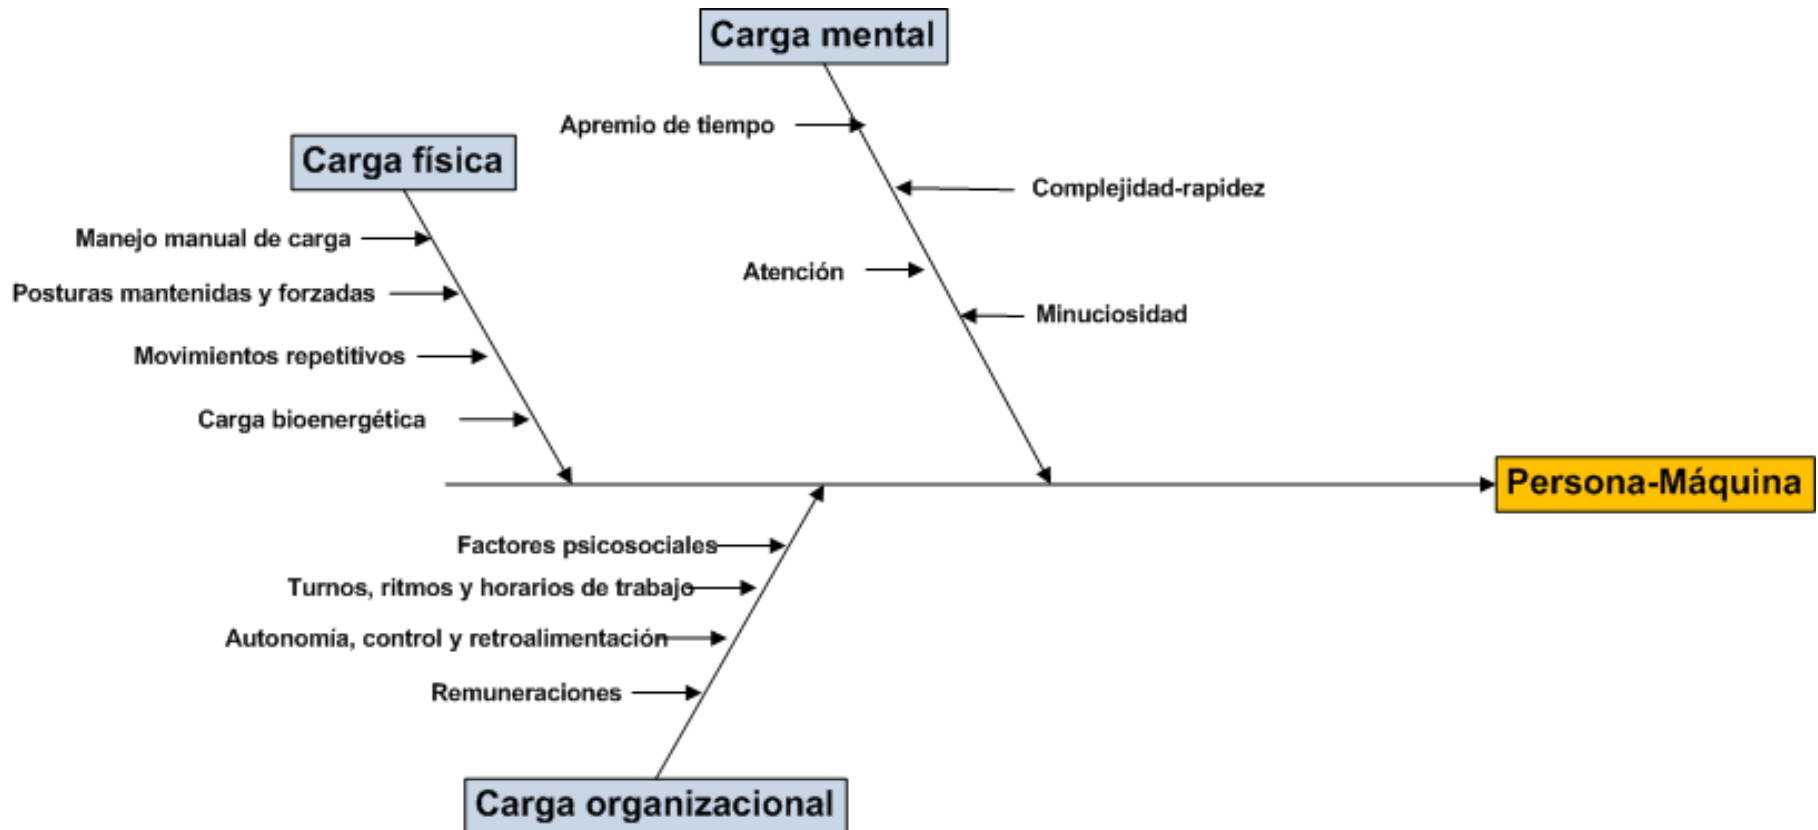 Carga mental
Apremio de tiempo
Complejidad-rapidez
Atención
Minuciosidad
Carga física
Manejo manual de carga
Posturas mantenidas y forzadas
Movimientos repetitivos
Carga bioenergética
Persona-Máquina
Factores psicosociales
Turnos, ritmos y horarios de trabajo
Autonomía, control y retroalimentación
Remuneraciones
Carga organizacional